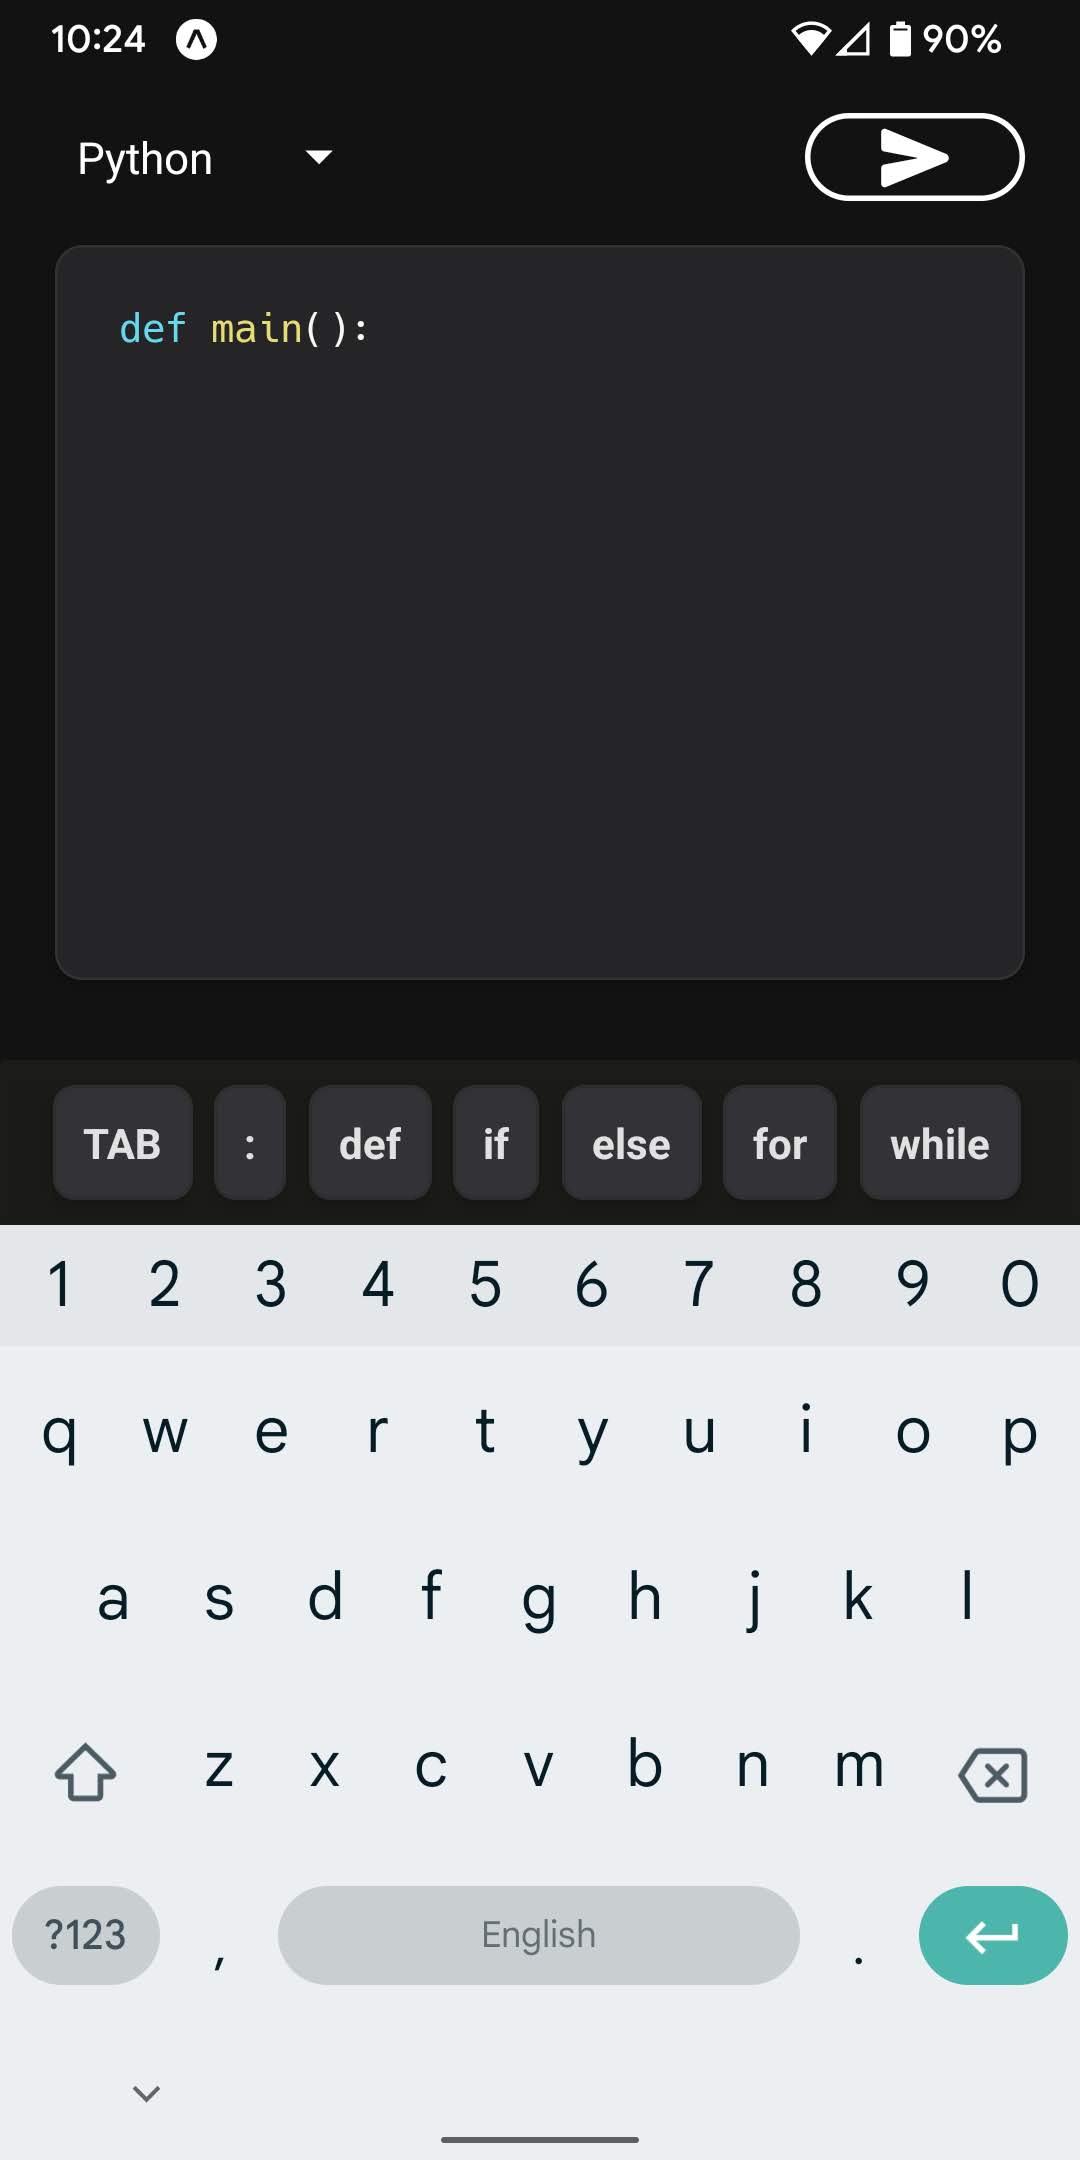 10:24 90%
Python
def main():
TAB : def if else for while
1 2 3 4 5 6 7 8 9 0
q w e r t y u i o p
a s d f g h j k l
z x c v b n m
?123 , English .